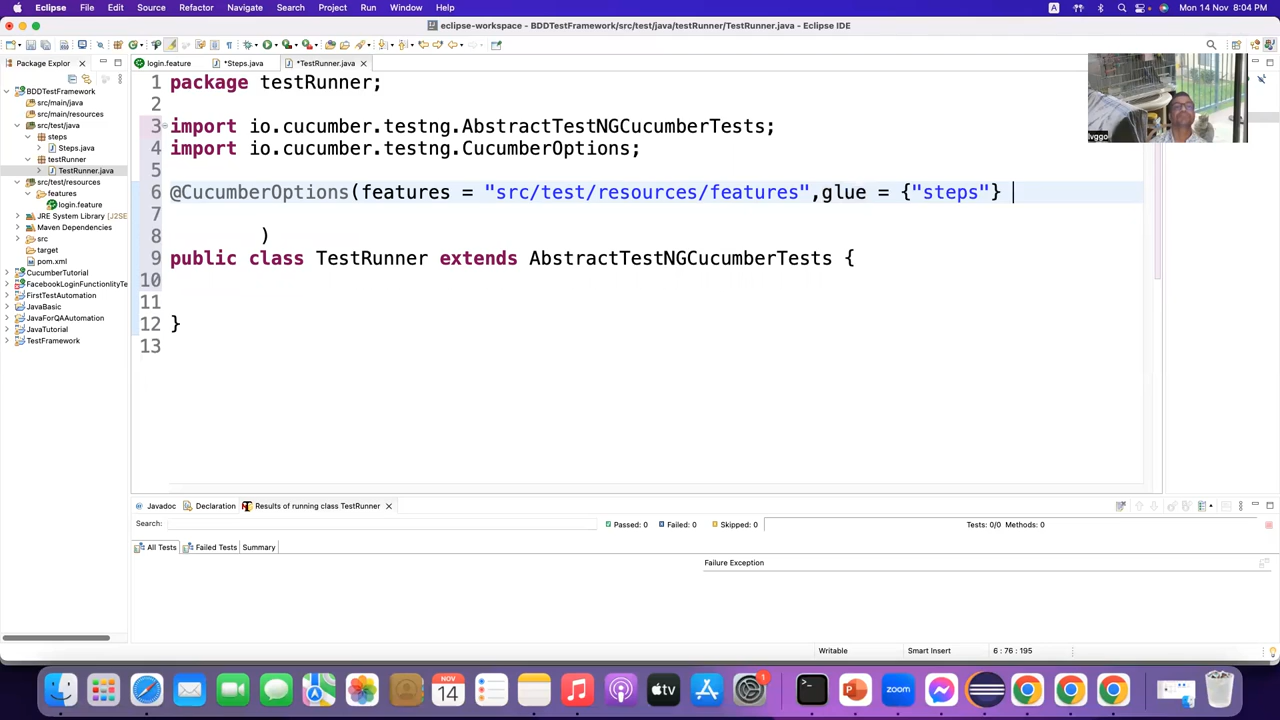 Eclipse File Edit Source Refactor Navigate Search Project Run Window Help A Mon 14 Nov 8:04 PM
eclipse-workspace - BDDTestFramework/src/test/java/testRunner/TestRunner.java - Eclipse IDE
Package Explor
login.feature *Steps.java *TestRunner.java
BDDTestFramework
src/main/java
src/main/resources
src/test/java
steps
Steps.java
testRunner
TestRunner.java
src/test/resources
features
login.feature
JRE System Library [J2SE
Maven Dependencies
src
target
pom.xml
CucumberTutorial
FacebookLoginFunctionlityTe
FirstTestAutomation
JavaBasic
JavaForQAAutomation
JavaTutorial
TestFramework
1 package testRunner;
2
3 import io.cucumber.testng.AbstractTestNGCucumberTests;
4 import io.cucumber.testng.CucumberOptions;
5
6 @CucumberOptions(features = "src/test/resources/features",glue = {"steps"}
7
8 )
9 public class TestRunner extends AbstractTestNGCucumberTests {
10
11
12 }
13
Javadoc Declaration Results of running class TestRunner
Search: Passed: 0 Failed: 0 Skipped: 0 Tests: 0/0 Methods: 0
All Tests Failed Tests Summary
Failure Exception
Writable Smart Insert 6 : 76 : 195
NOV
14
tv
zoom
1